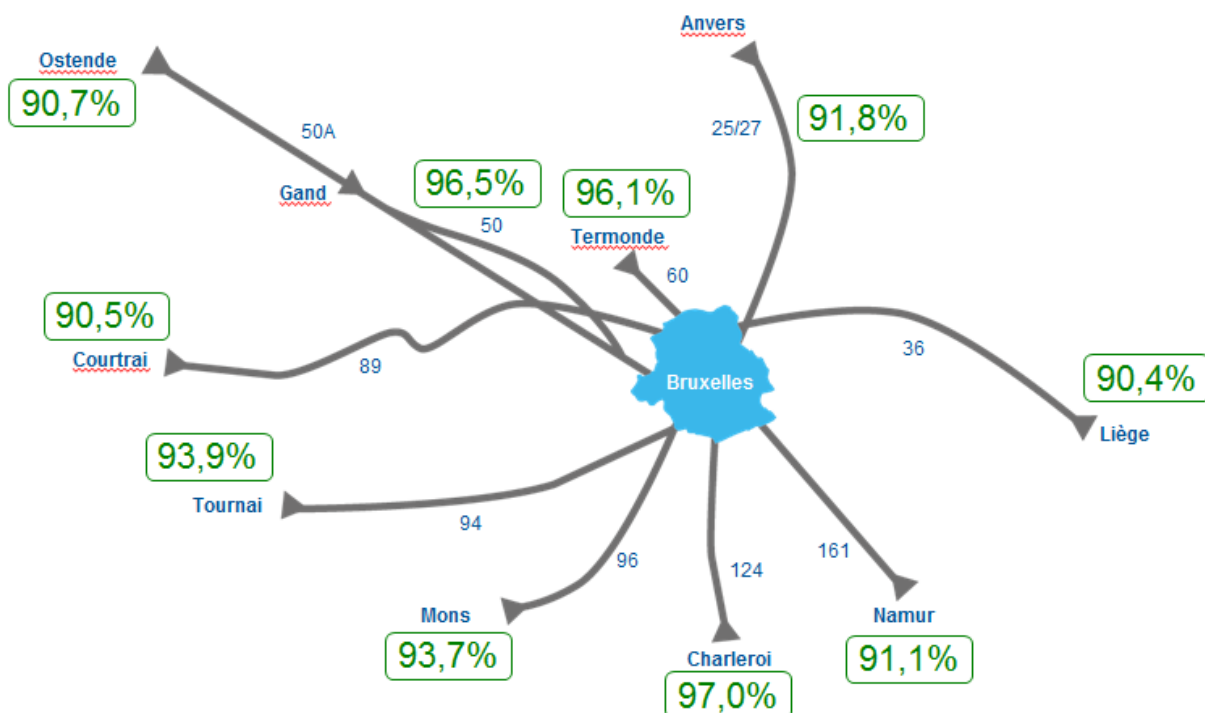 Anvers
Ostende
90,7%
91,8%
50A
25/27
Gand
96,5%
96,1%
50
Termonde
60
90,5%
Courtrai
89
36
Bruxelles
90,4%
Liège
93,9%
Tournai
94
96
124
161
Mons
93,7%
Charleroi
97,0%
Namur
91,1%